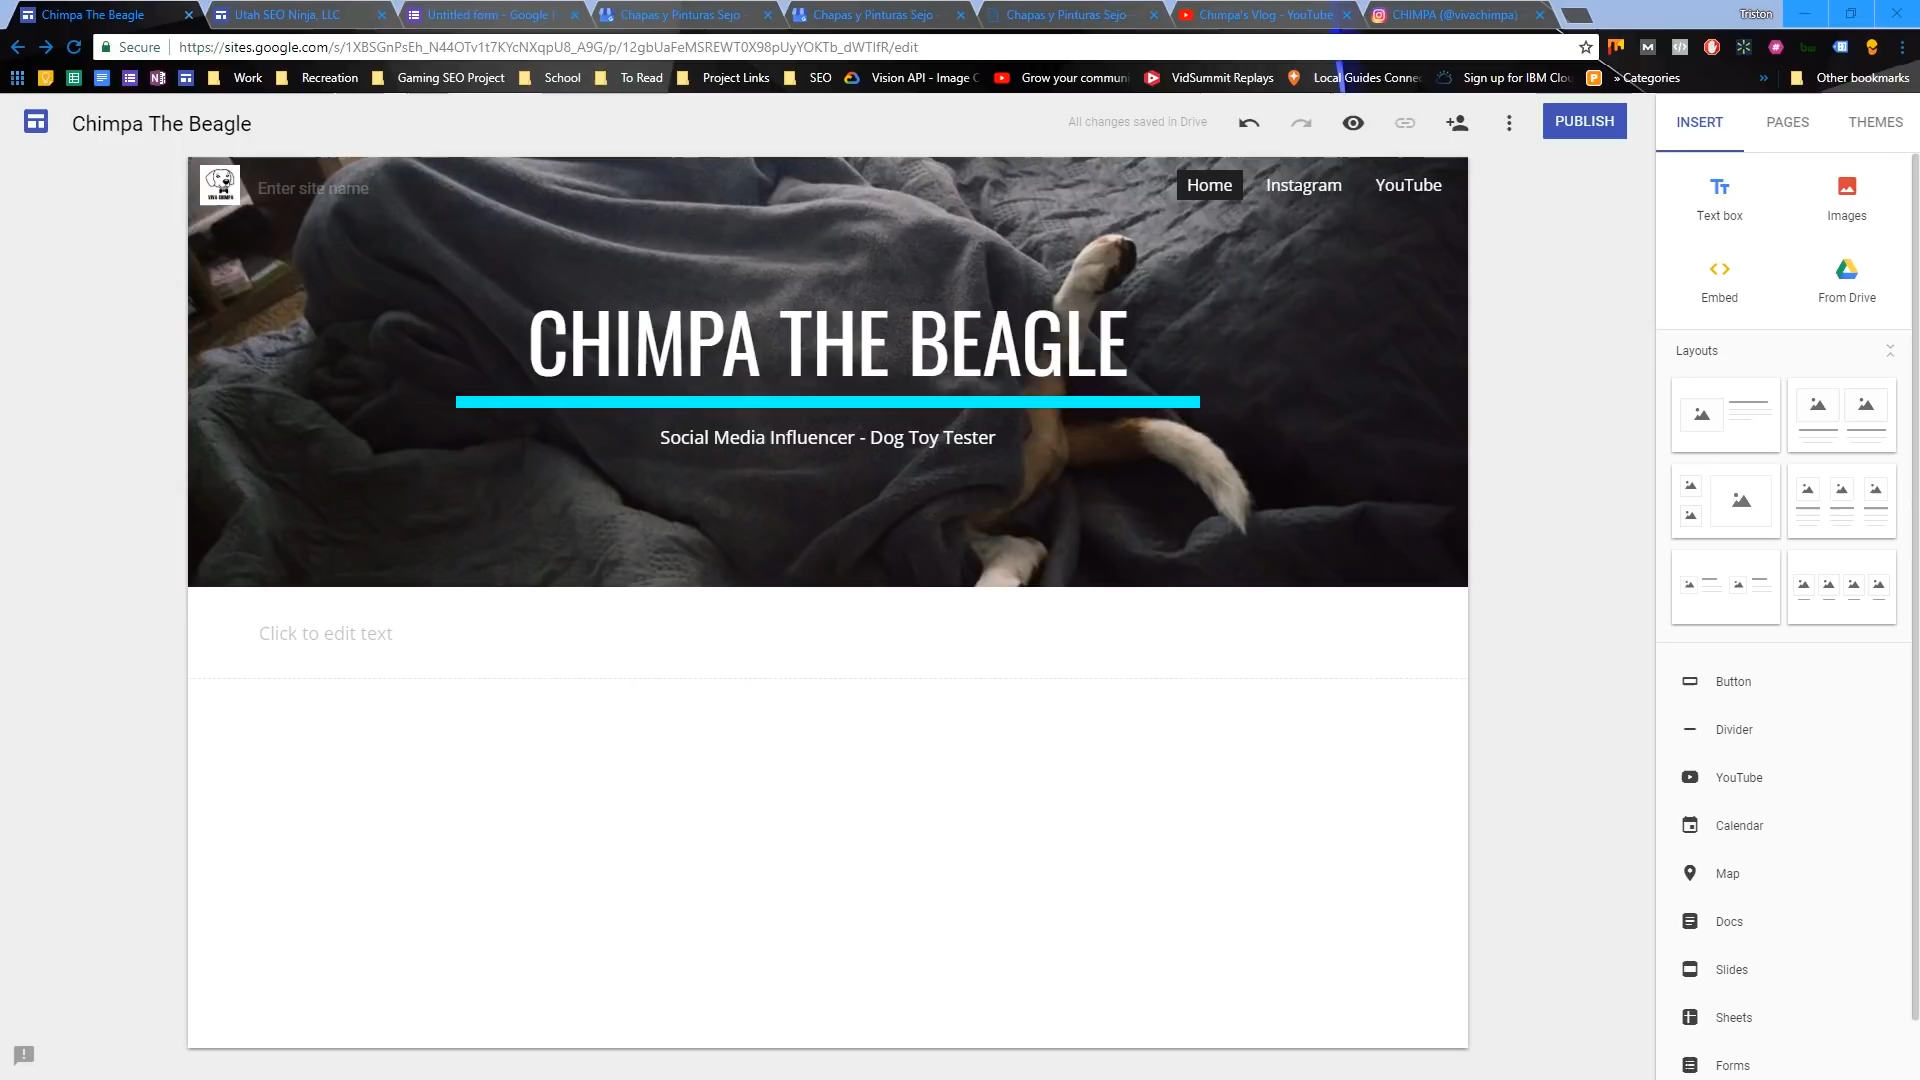 Chimpa The Beagle
Utah SEO Ninja, LLC
Untitled form - Google
Chapas y Pinturas Sejo -
Chapas y Pinturas Sejo -
Chapas y Pinturas Sejo -
Chimpa's Vlog - YouTube
CHIMPA (@vivachimpa)
Triston
Secure
https://sites.google.com/s/1XBSGnPsEh_N44OTv1t7KYcNXqpU8_A9G/p/12gbUaFeMSREWT0X98pUyYOKTb_dWTIfR/edit
Work
Recreation
Gaming SEO Project
School
To Read
Project Links
SEO
Vision API - Image C
Grow your communi
VidSummit Replays
Local Guides Connec
Sign up for IBM Clou
» Categories
»
Other bookmarks
Chimpa The Beagle
All changes saved in Drive
PUBLISH
INSERT
PAGES
THEMES
VIVA CHIMPA
Enter site name
Home
Instagram
YouTube
CHIMPA THE BEAGLE
Social Media Influencer - Dog Toy Tester
Click to edit text
Text box
Images
Embed
From Drive
Layouts
Button
Divider
YouTube
Calendar
Map
Docs
Slides
Sheets
Forms